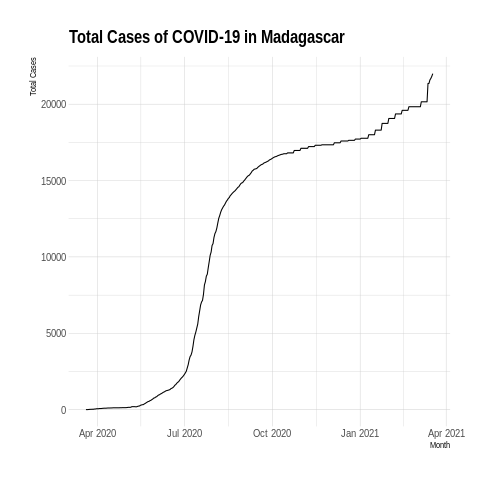 Total Cases of COVID-19 in Madagascar
Total Cases
20000
15000
10000
5000
0
Apr 2020 Jul 2020 Oct 2020 Jan 2021 Apr 2021
Month